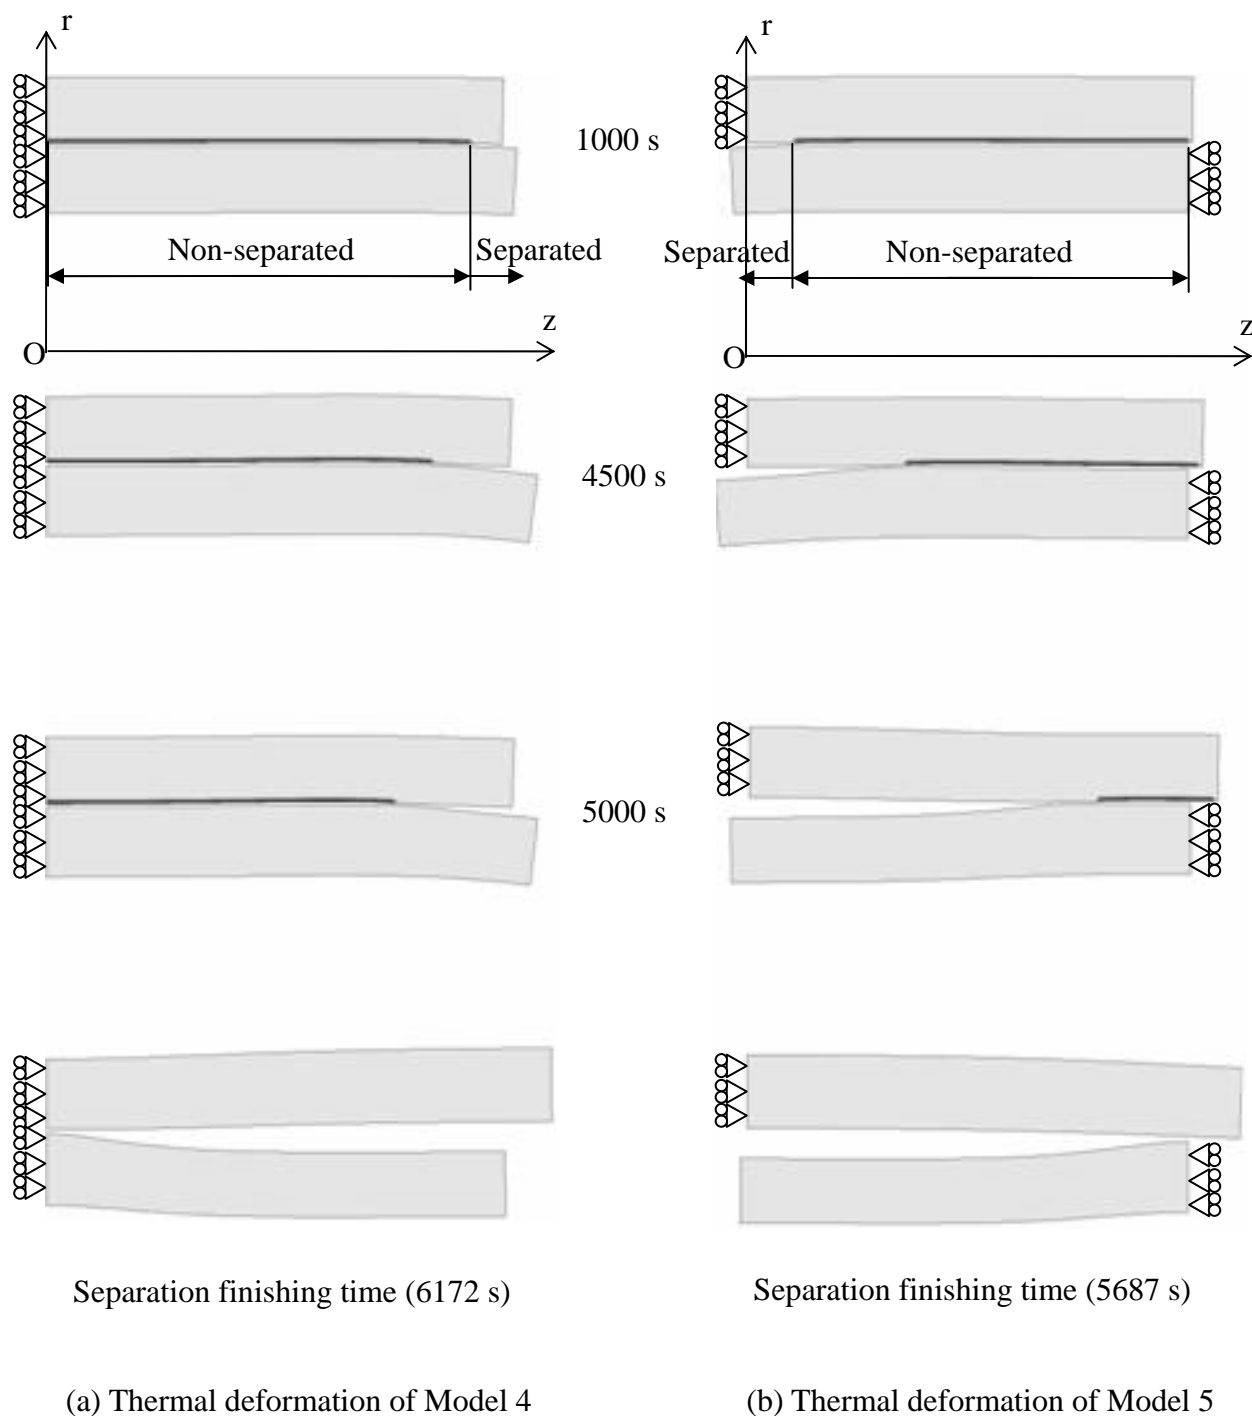 r
r
1000 s
Non-separated
Separated
Separated
Non-separated
z
z
O
O
4500 s
5000 s
Separation finishing time (6172 s)
Separation finishing time (5687 s)
(a) Thermal deformation of Model 4
(b) Thermal deformation of Model 5